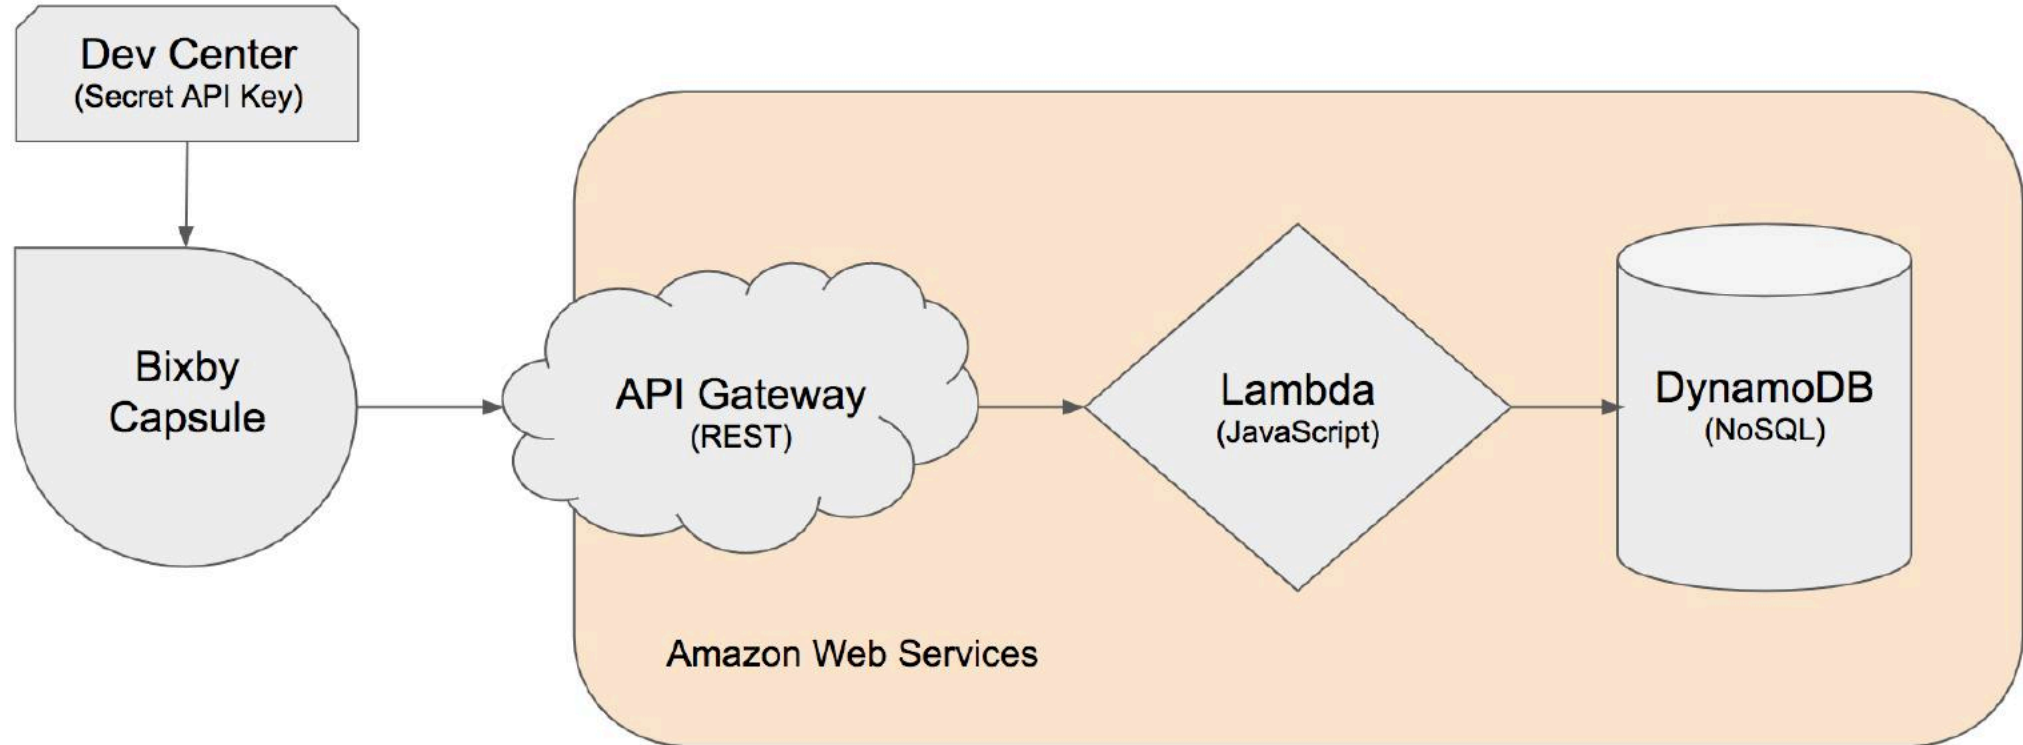 Dev Center
(Secret API Key)
Bixby
Capsule
API Gateway
(REST)
Lambda
(JavaScript)
DynamoDB
(NoSQL)
Amazon Web Services